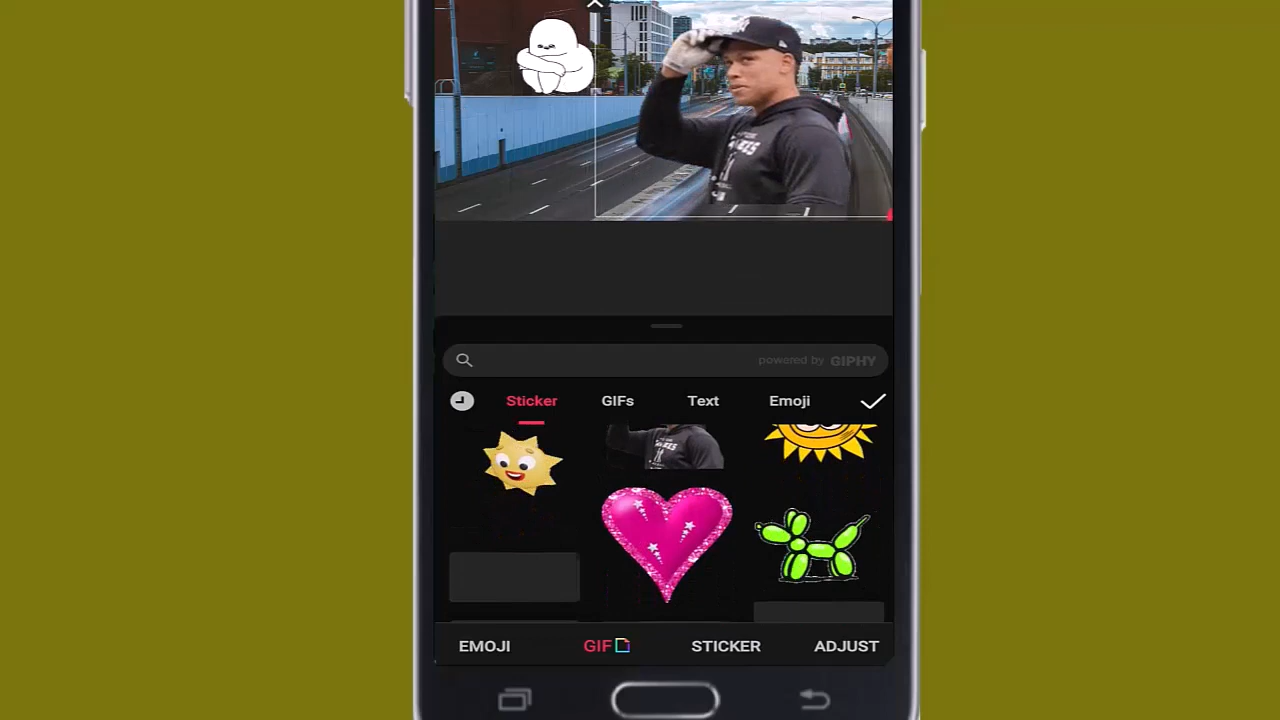 powered by GIPHY
Sticker GIFs Text Emoji
EMOJI GIF STICKER ADJUST